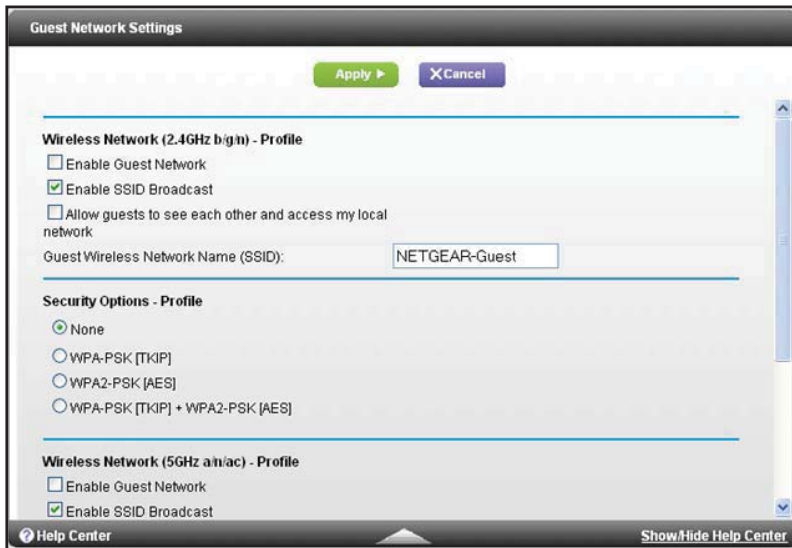 Guest Network Settings
Apply ▶
X Cancel
Wireless Network (2.4GHz b/g/n) - Profile
Enable Guest Network
Enable SSID Broadcast
Allow guests to see each other and access my local
network
Guest Wireless Network Name (SSID):
NETGEAR-Guest
Security Options - Profile
None
WPA-PSK [TKIP]
WPA2-PSK [AES]
WPA-PSK [TKIP] + WPA2-PSK [AES]
Wireless Network (5GHz a/n/ac) - Profile
Enable Guest Network
Enable SSID Broadcast
? Help Center
Show/Hide Help Center